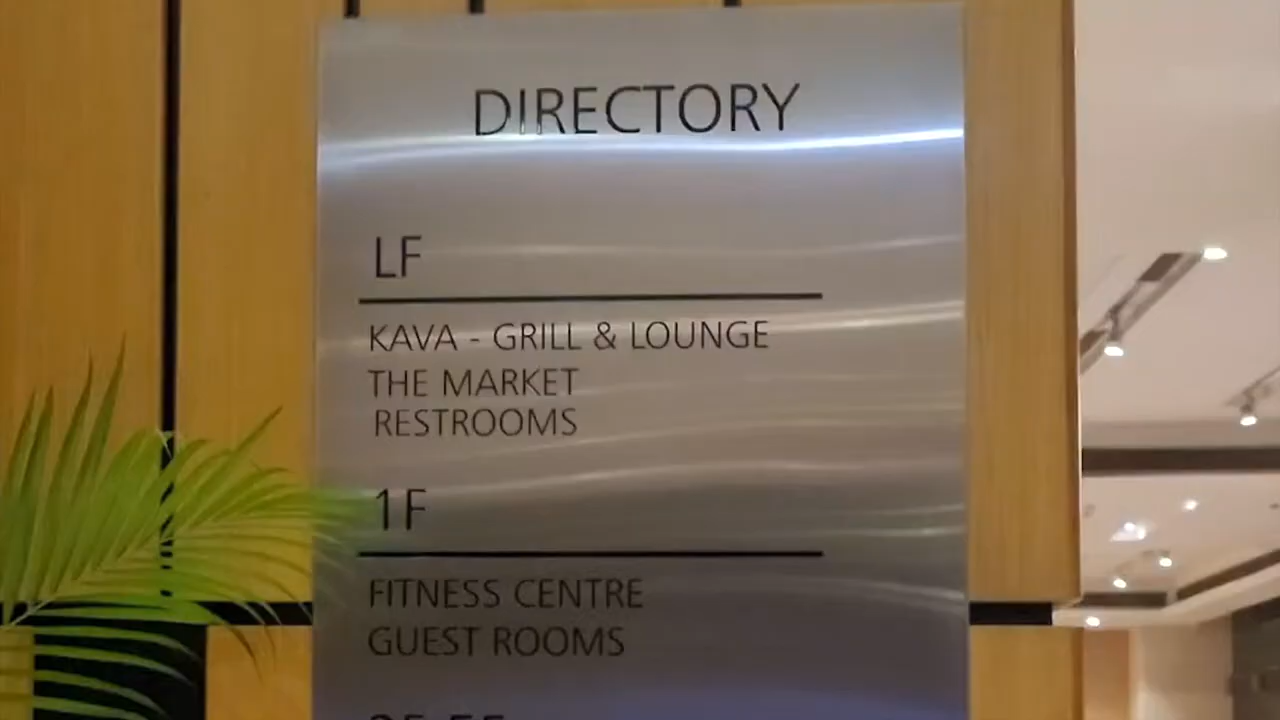 DIRECTORY
LF
KAVA - GRILL & LOUNGE
THE MARKET
RESTROOMS
1F
FITNESS CENTRE
GUEST ROOMS